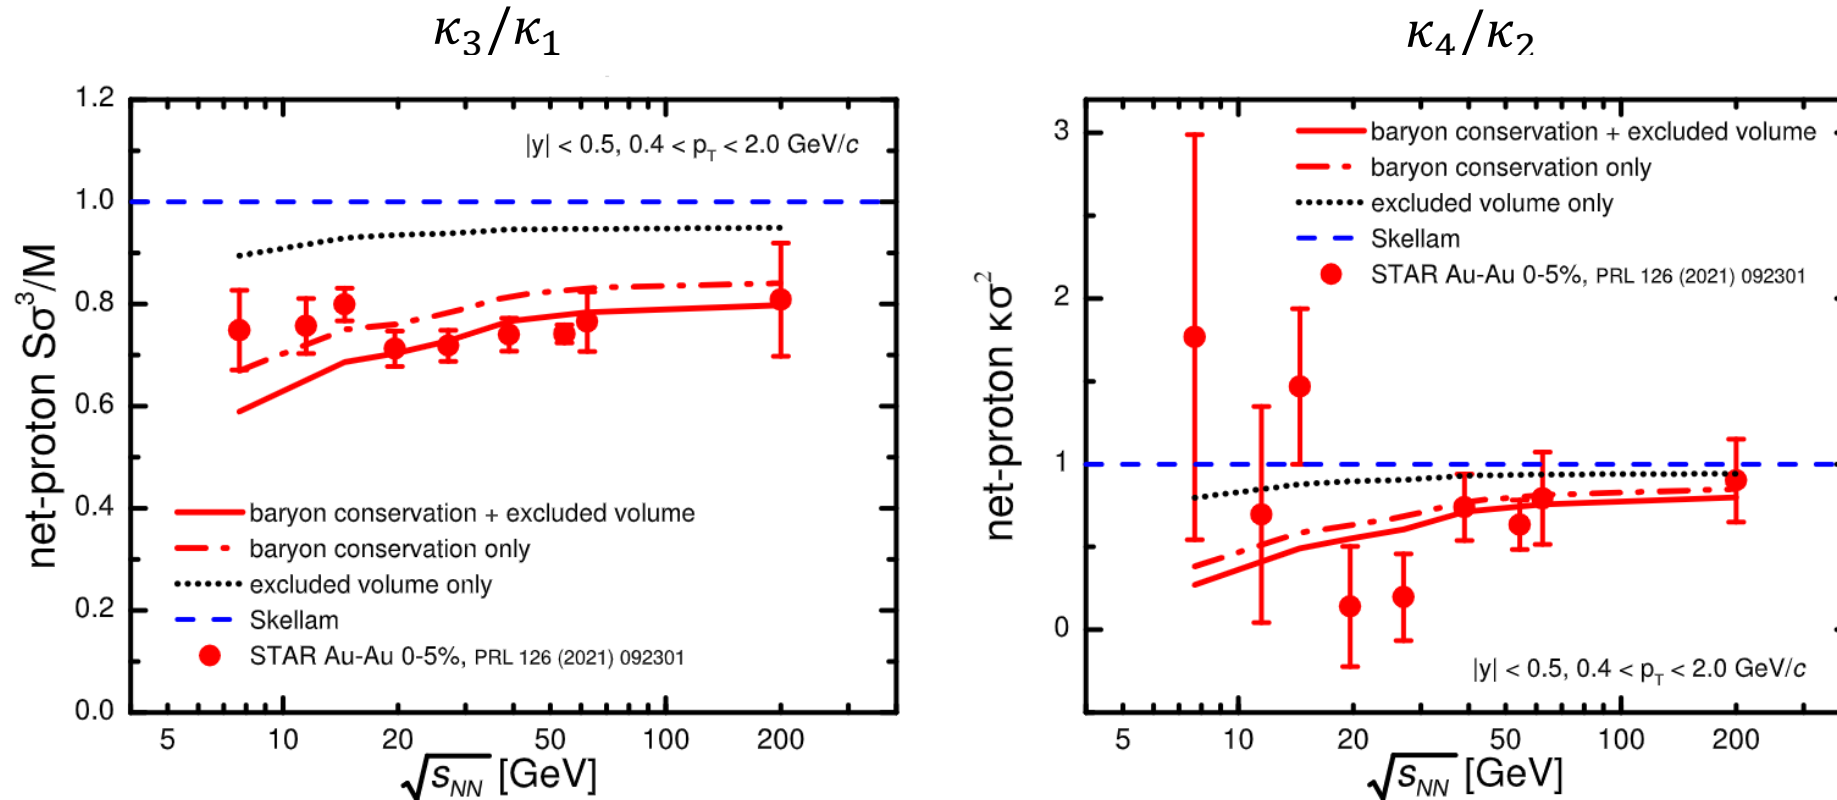 κ₃/κ₁
1.2
1.0
0.8
0.6
0.4
0.2
0.0
net-proton Sσ³/M
|y| < 0.5, 0.4 < p_T < 2.0 GeV/c
baryon conservation + excluded volume
baryon conservation only
excluded volume only
Skellam
STAR Au-Au 0-5%, PRL 126 (2021) 092301
5 10 20 50 100 200
√s_NN [GeV]
κ₄/κ₂
3
2
1
0
net-proton κσ²
baryon conservation + excluded volume
baryon conservation only
excluded volume only
Skellam
STAR Au-Au 0-5%, PRL 126 (2021) 092301
|y| < 0.5, 0.4 < p_T < 2.0 GeV/c
5 10 20 50 100 200
√s_NN [GeV]